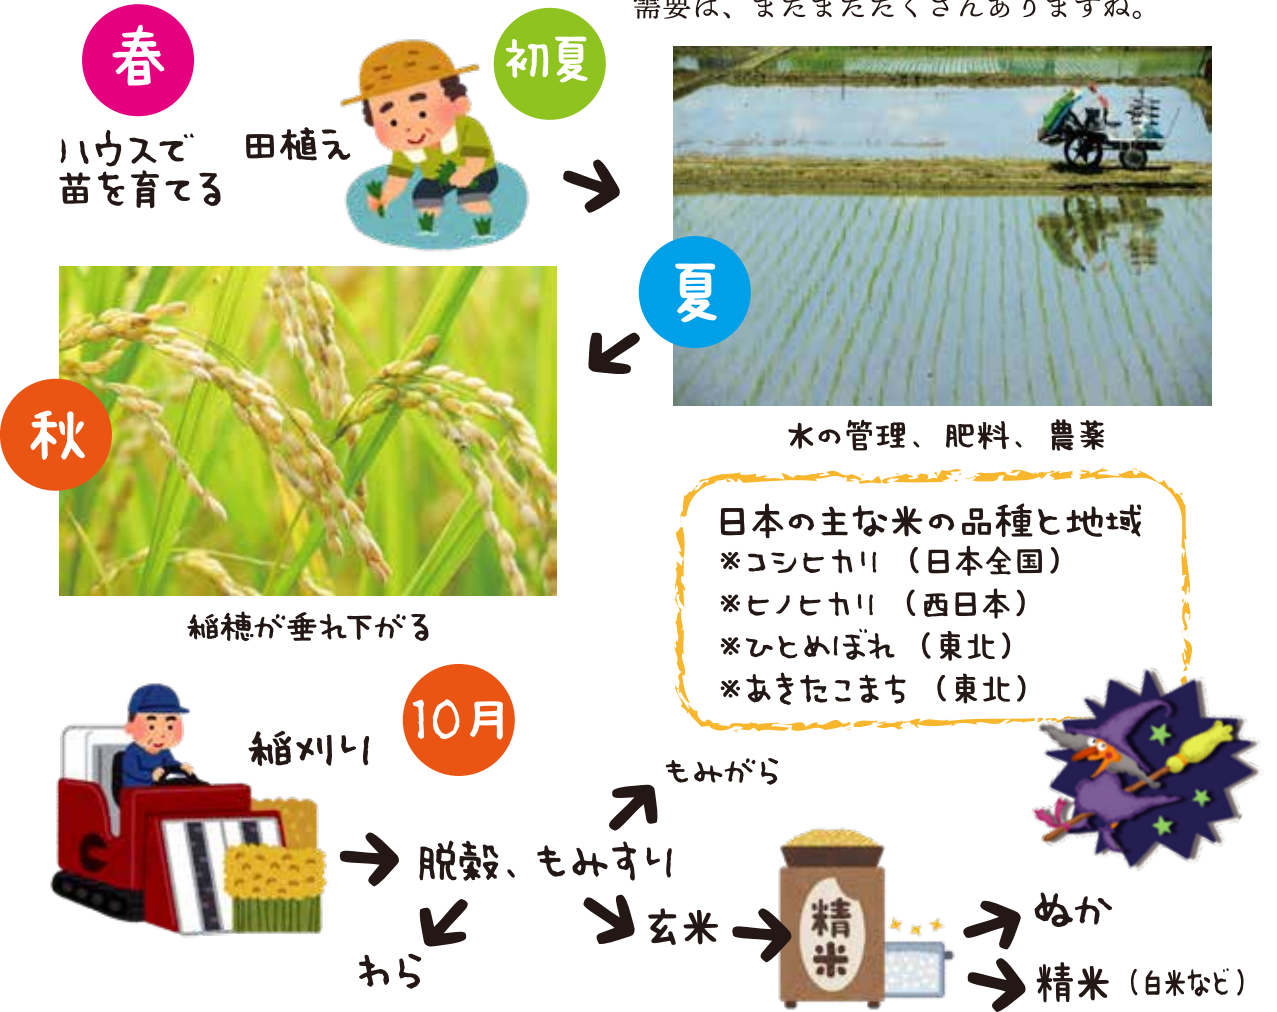 需要は、まだまだたくさんありますね。
春
ハウスで
苗を育てる
初夏
田植え
夏
水の管理、肥料、農薬
秋
稲穂が垂れ下がる
日本の主な米の品種と地域
※コシヒカリ（日本全国）
※ヒノヒカリ（西日本）
※ひとめぼれ（東北）
※あきたこまち（東北）
10月
稲刈り
脱穀、もみすり
もみがら
わら
玄米
精米
ぬか
精米（白米など）